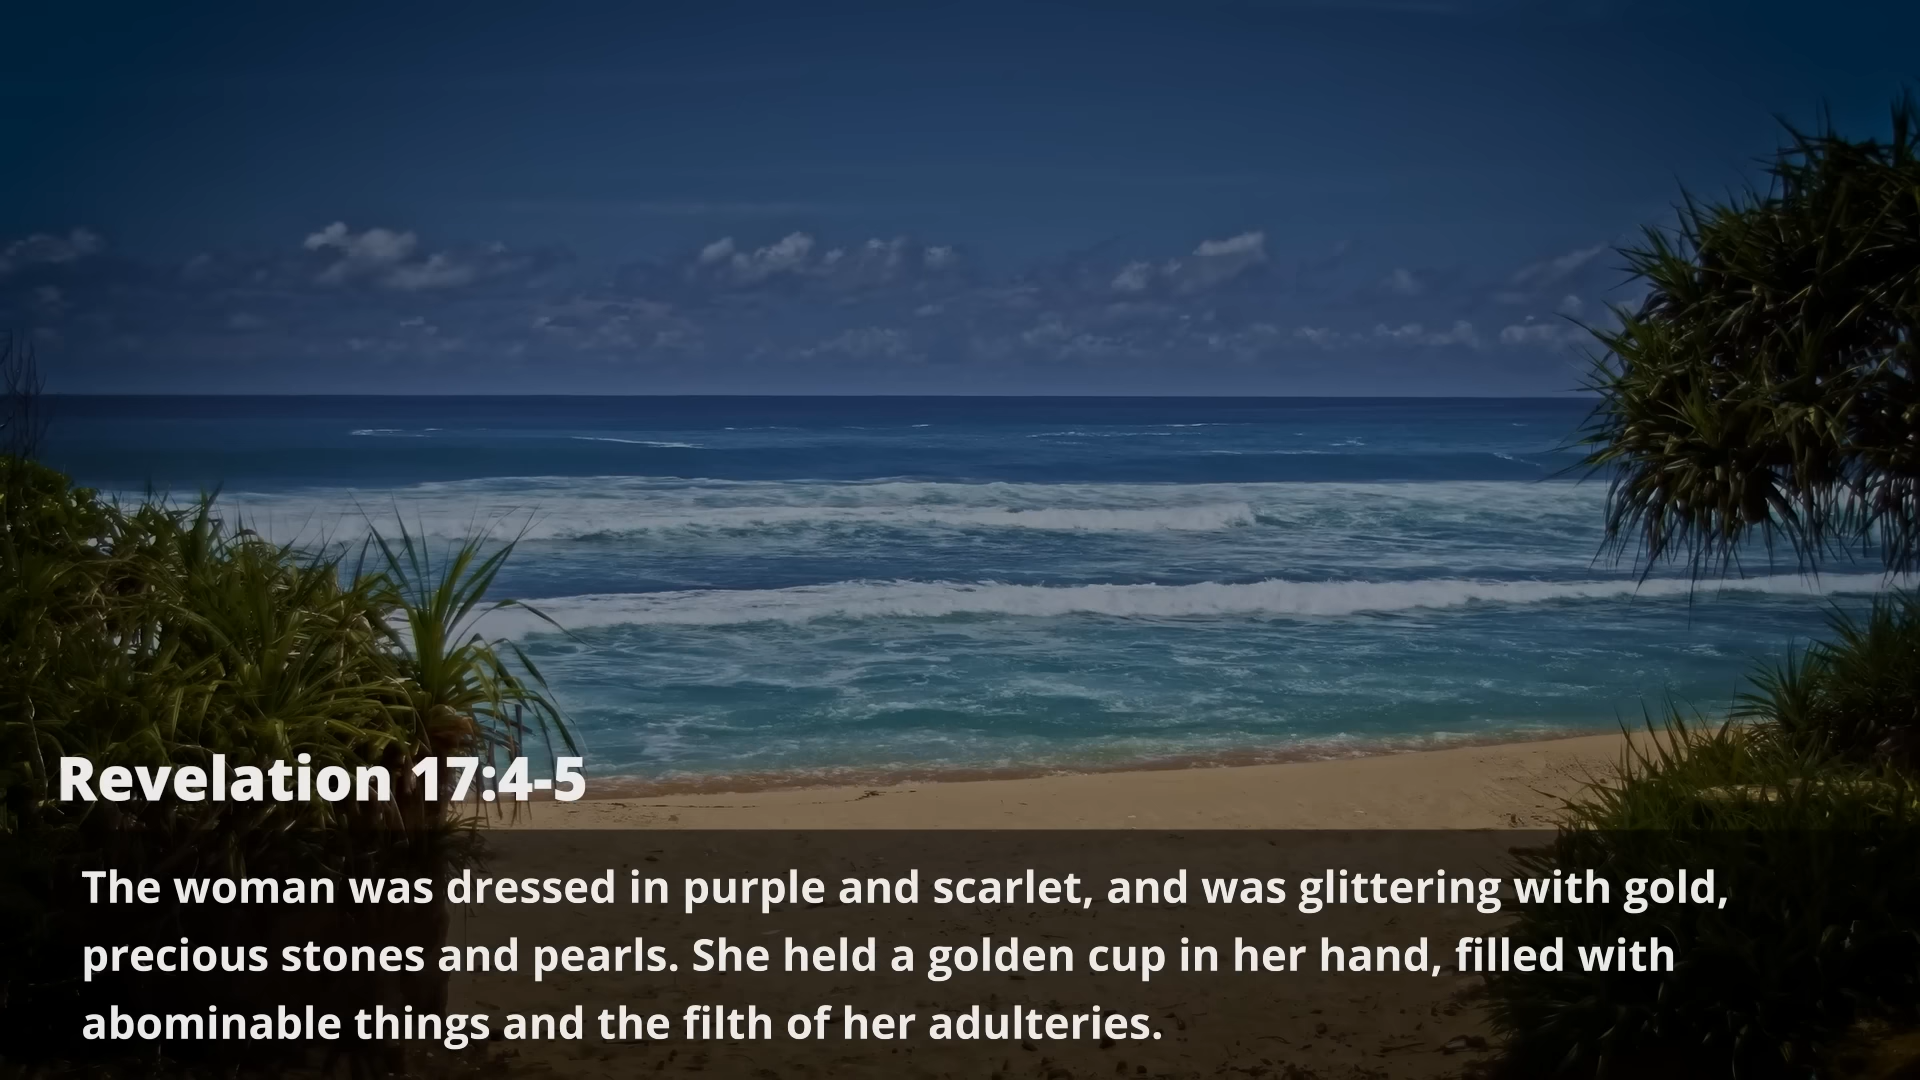 Revelation 17:4-5
The woman was dressed in purple and scarlet, and was glittering with gold,
precious stones and pearls. She held a golden cup in her hand, filled with
abominable things and the filth of her adulteries.